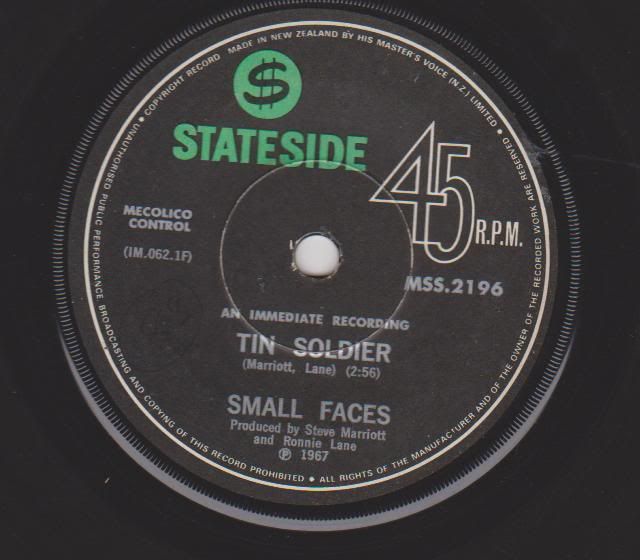 UNAUTHORISED PUBLIC PERFORMANCE, BROADCASTING AND COPYING OF THIS RECORD PROHIBITED • ALL RIGHTS OF THE MANUFACTURER AND OF THE OWNER OF THE RECORDED WORK ARE RESERVED • COPYRIGHT RECORD MADE IN NEW ZEALAND BY HIS MASTER'S VOICE (N.Z.) LIMITED •
$
STATESIDE
45 R.P.M.
MECOLICO
CONTROL
(IM.062.1F)
MSS.2196
AN IMMEDIATE RECORDING
TIN SOLDIER
(Marriott, Lane) (2:56)
SMALL FACES
Produced by Steve Marriott
and Ronnie Lane
℗ 1967